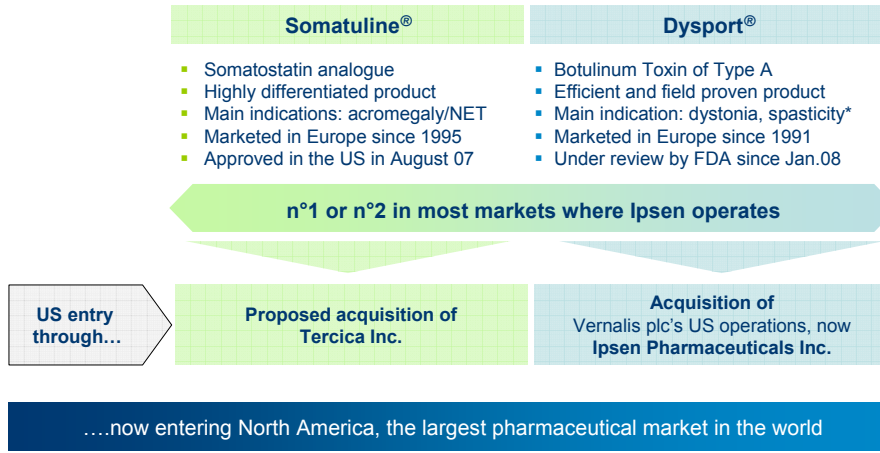 Somatuline®
Somatostatin analogue
Highly differentiated product
Main indications: acromegaly/NET
Marketed in Europe since 1995
Approved in the US in August 07
Dysport®
Botulinum Toxin of Type A
Efficient and field proven product
Main indication: dystonia, spasticity*
Marketed in Europe since 1991
Under review by FDA since Jan.08
n°1 or n°2 in most markets where Ipsen operates
US entry
through…
Proposed acquisition of
Tercica Inc.
Acquisition of
Vernalis plc’s US operations, now
Ipsen Pharmaceuticals Inc.
….now entering North America, the largest pharmaceutical market in the world